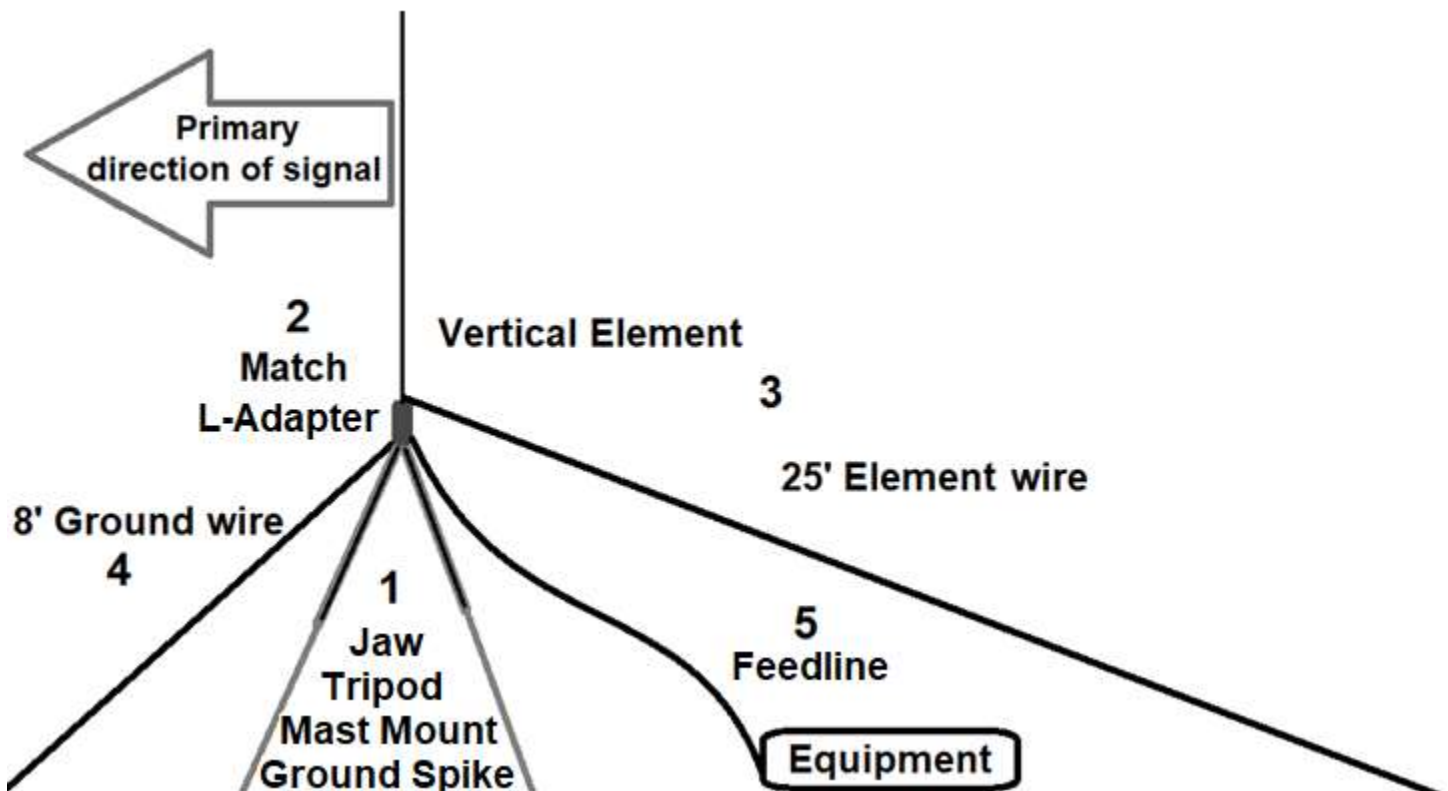 Primary
direction of signal
2
Match
L-Adapter
Vertical Element
3
25' Element wire
8' Ground wire
4
1
Jaw
Tripod
Mast Mount
Ground Spike
5
Feedline
Equipment